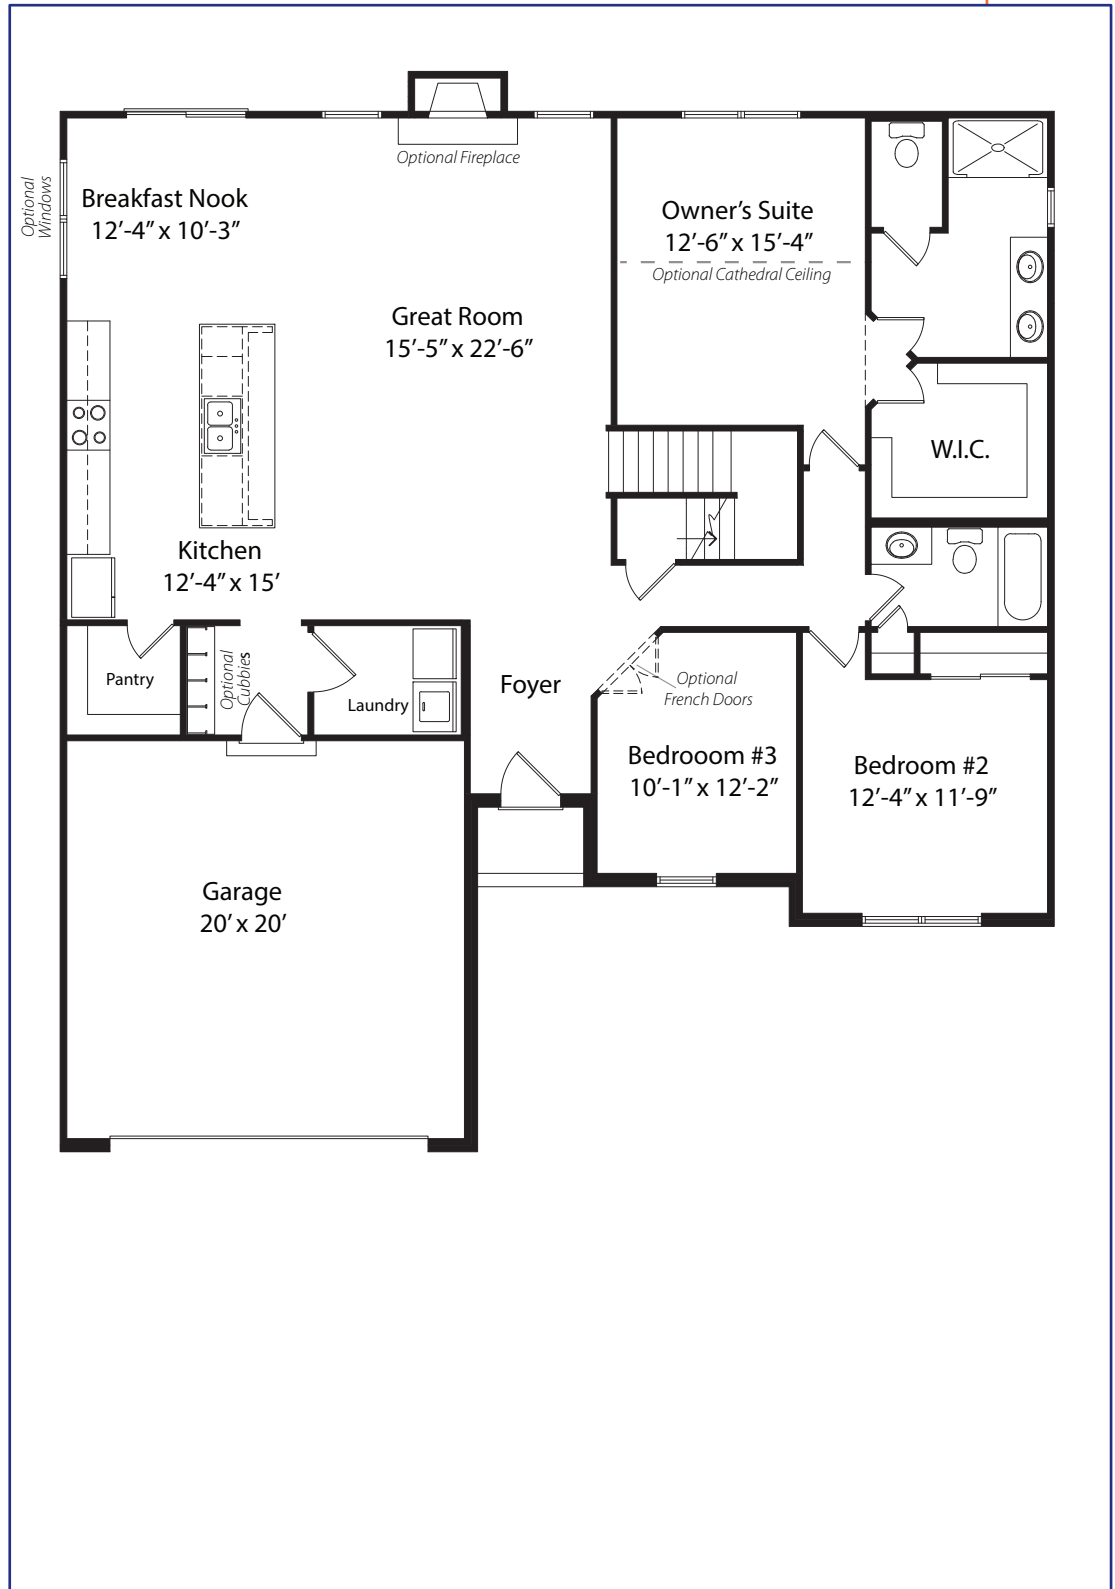 Optional Fireplace
Optional
Windows
Breakfast Nook
12’-4” x 10’-3”
Owner’s Suite
12’-6” x 15’-4”
Optional Cathedral Ceiling
Great Room
15’-5” x 22’-6”
W.I.C.
Kitchen
12’-4” x 15’
Pantry
Optional
Cubbies
Laundry
Foyer
Optional
French Doors
Bedrooom #3
10’-1” x 12’-2”
Bedroom #2
12’-4” x 11’-9”
Garage
20’ x 20’